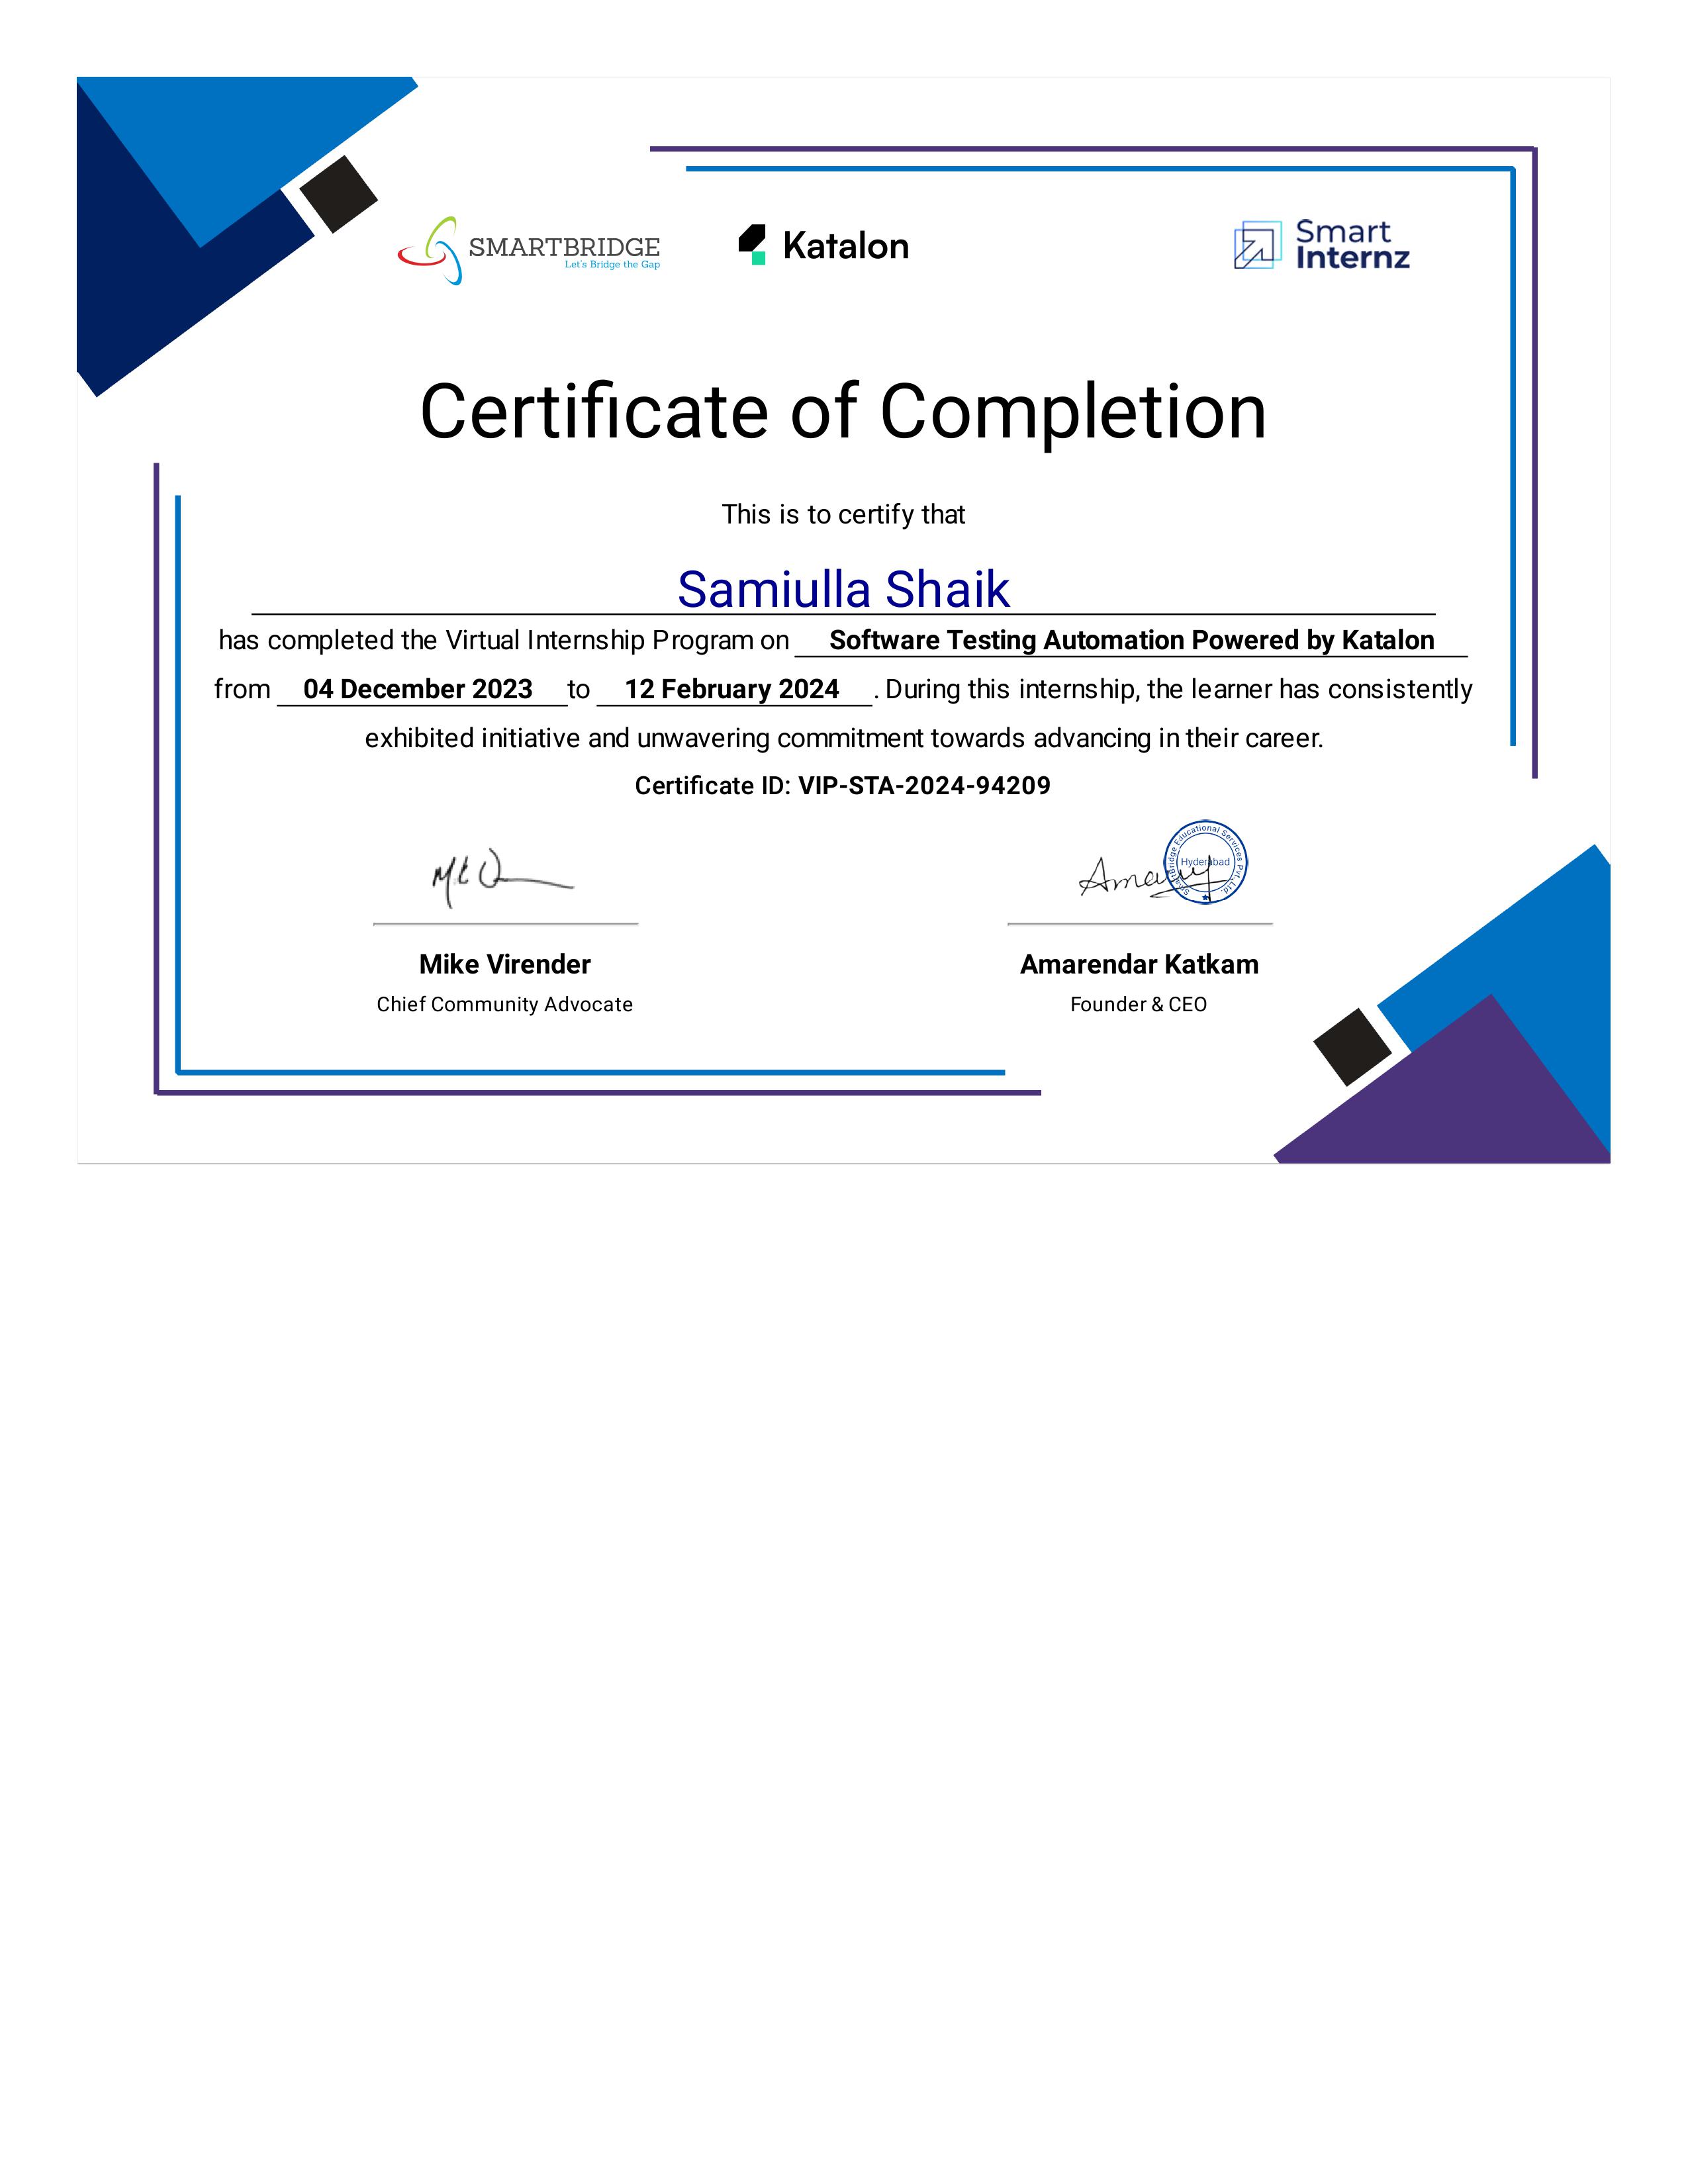 SMARTBRIDGE
Let's Bridge the Gap
Katalon
Smart
Internz
Certificate of Completion
This is to certify that
Samiulla Shaik
has completed the Virtual Internship Program on Software Testing Automation Powered by Katalon
from 04 December 2023 to 12 February 2024 . During this internship, the learner has consistently
exhibited initiative and unwavering commitment towards advancing in their career.
Certificate ID: VIP-STA-2024-94209
SmartBridge Educational Services Pvt. Ltd.
Hyderabad
Mike Virender
Amarendar Katkam
Chief Community Advocate
Founder & CEO